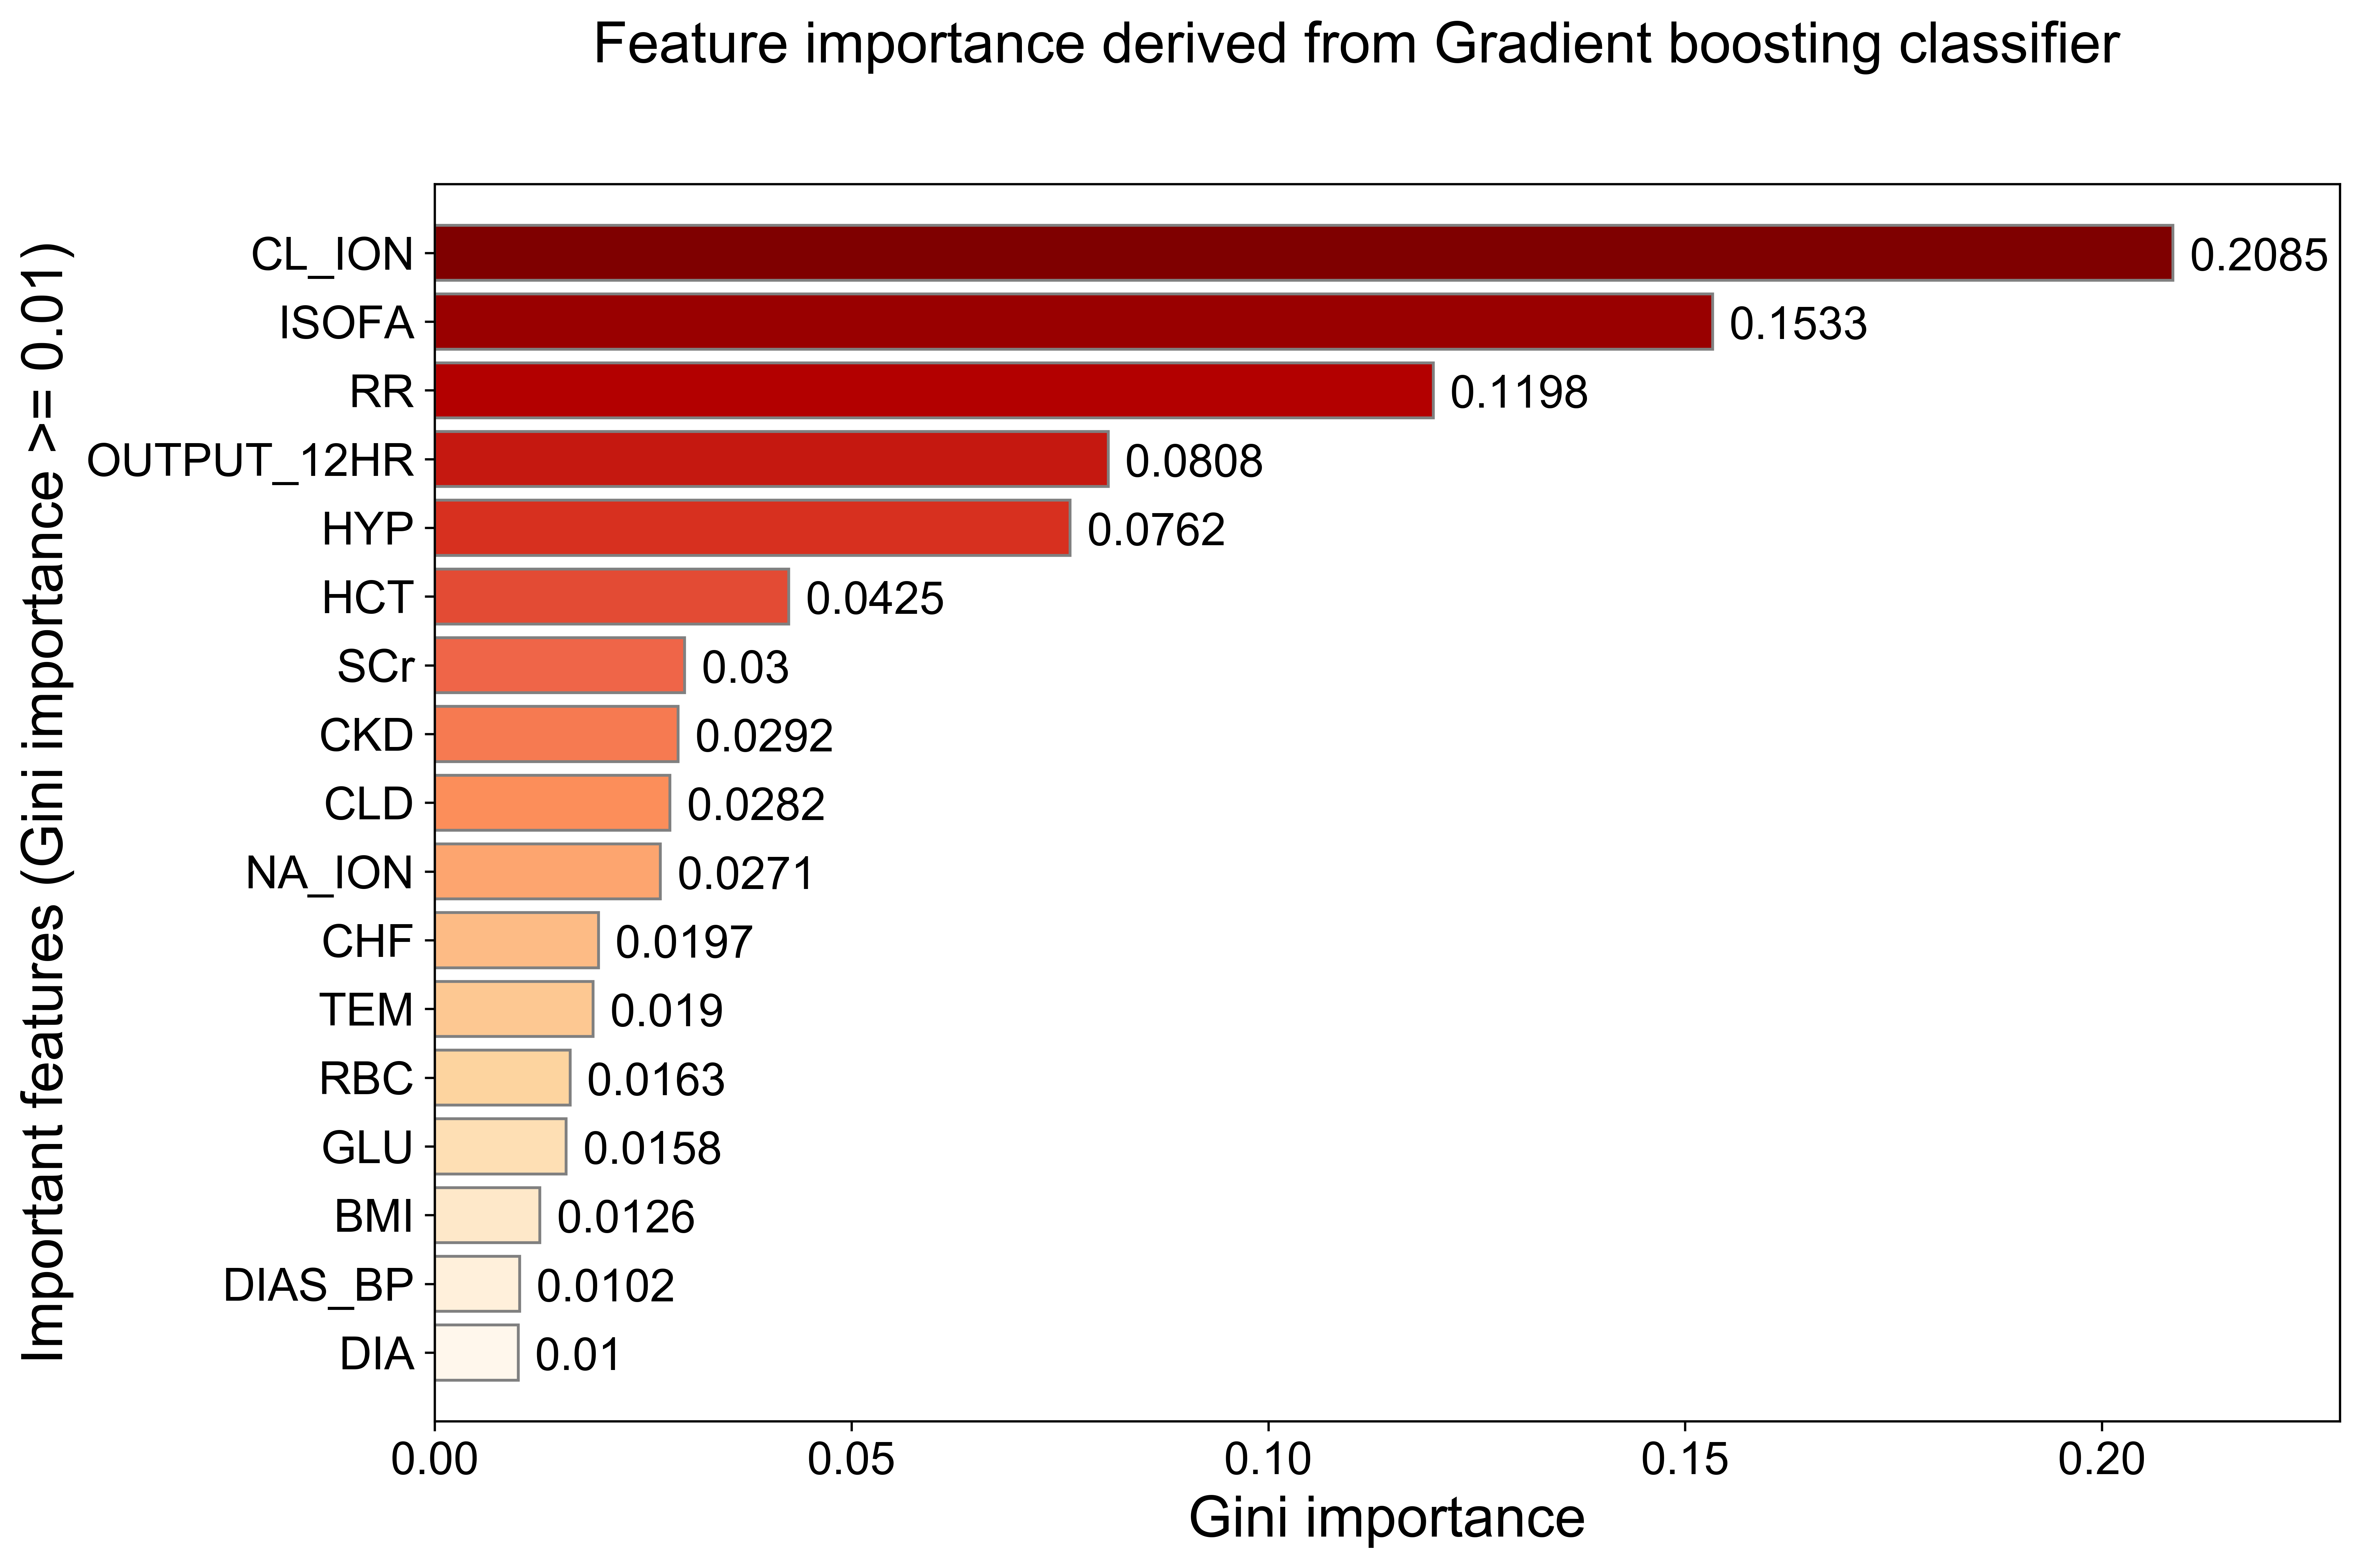 Feature importance derived from Gradient boosting classifier
Important features (Gini importance >= 0.01)
CL_ION 0.2085
ISOFA 0.1533
RR 0.1198
OUTPUT_12HR 0.0808
HYP 0.0762
HCT 0.0425
SCr 0.03
CKD 0.0292
CLD 0.0282
NA_ION 0.0271
CHF 0.0197
TEM 0.019
RBC 0.0163
GLU 0.0158
BMI 0.0126
DIAS_BP 0.0102
DIA 0.01
0.00 0.05 0.10 0.15 0.20
Gini importance